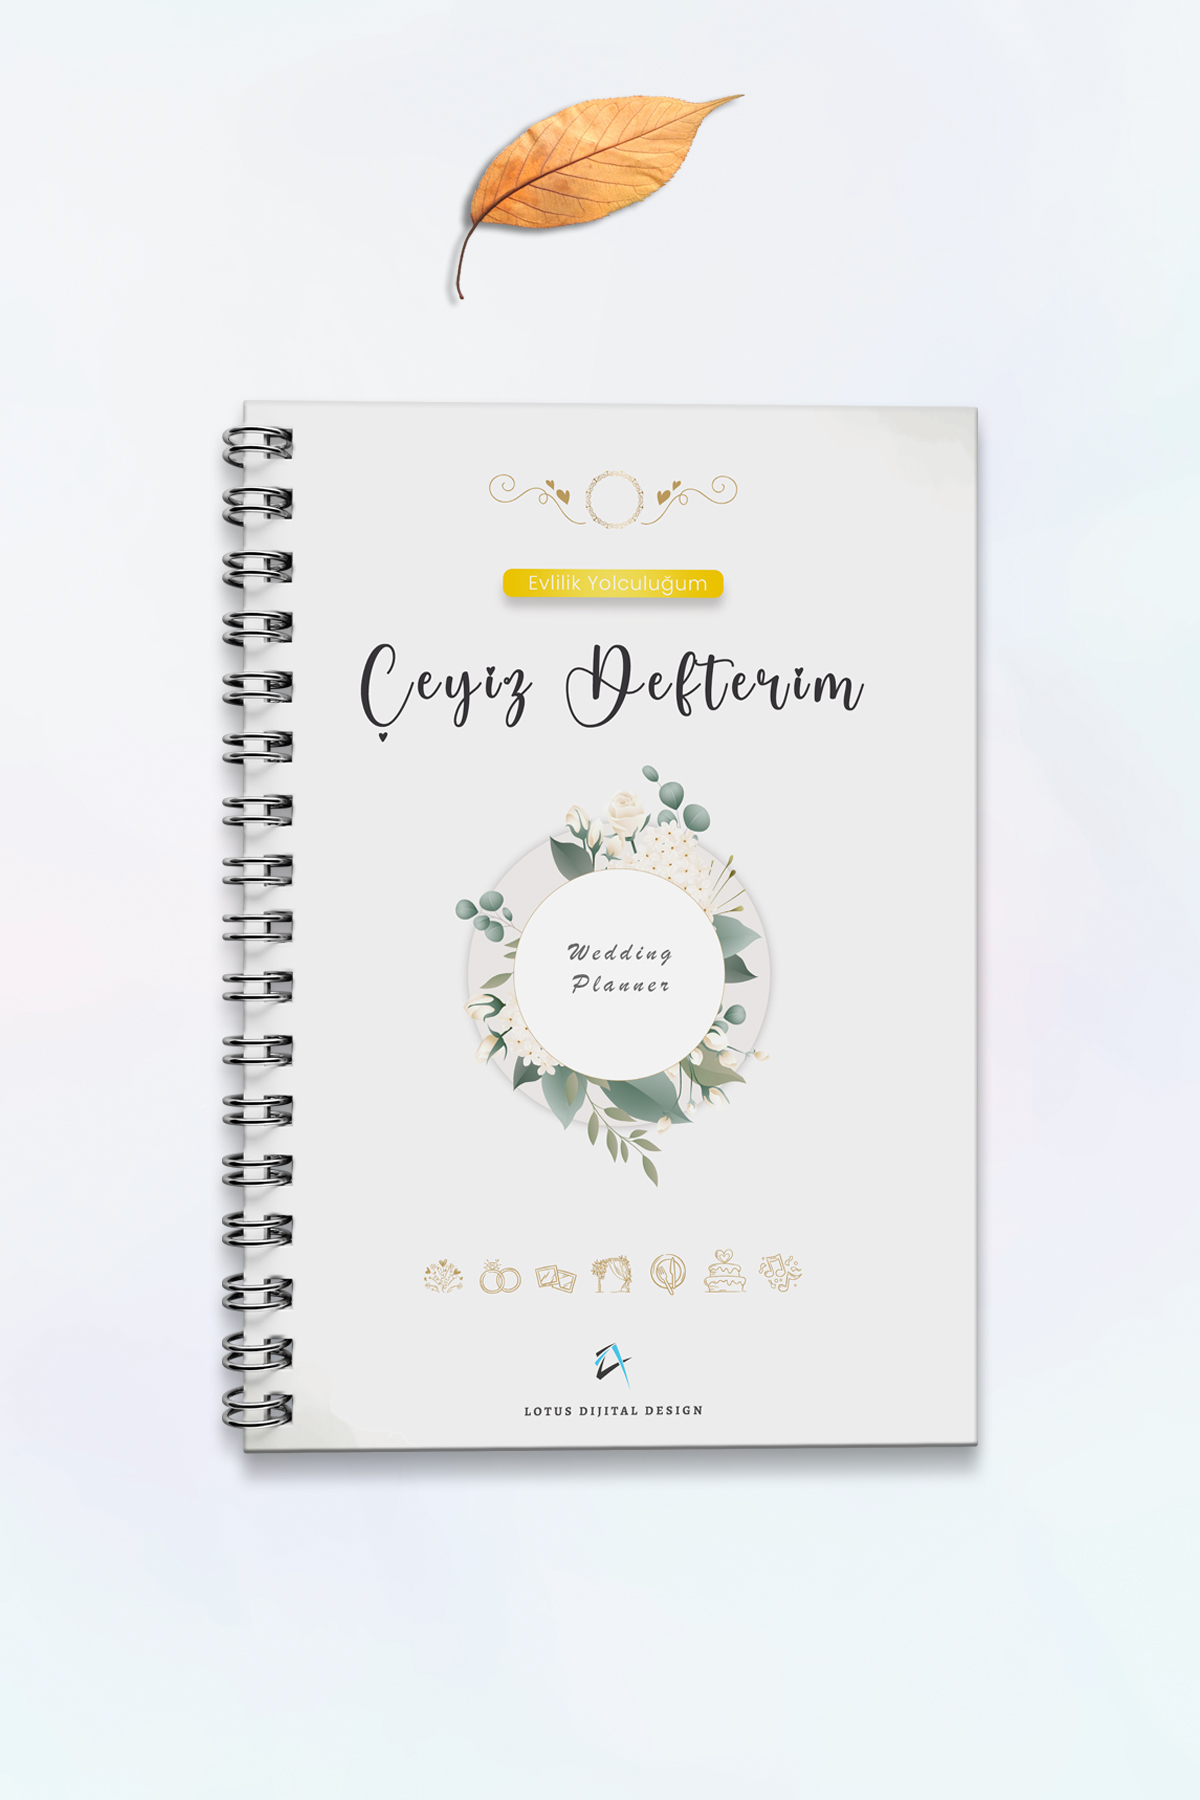 Evlilik Yolculuğum
Çeyiz Defterim
Wedding
Planner
LOTUS DIJITAL DESIGN